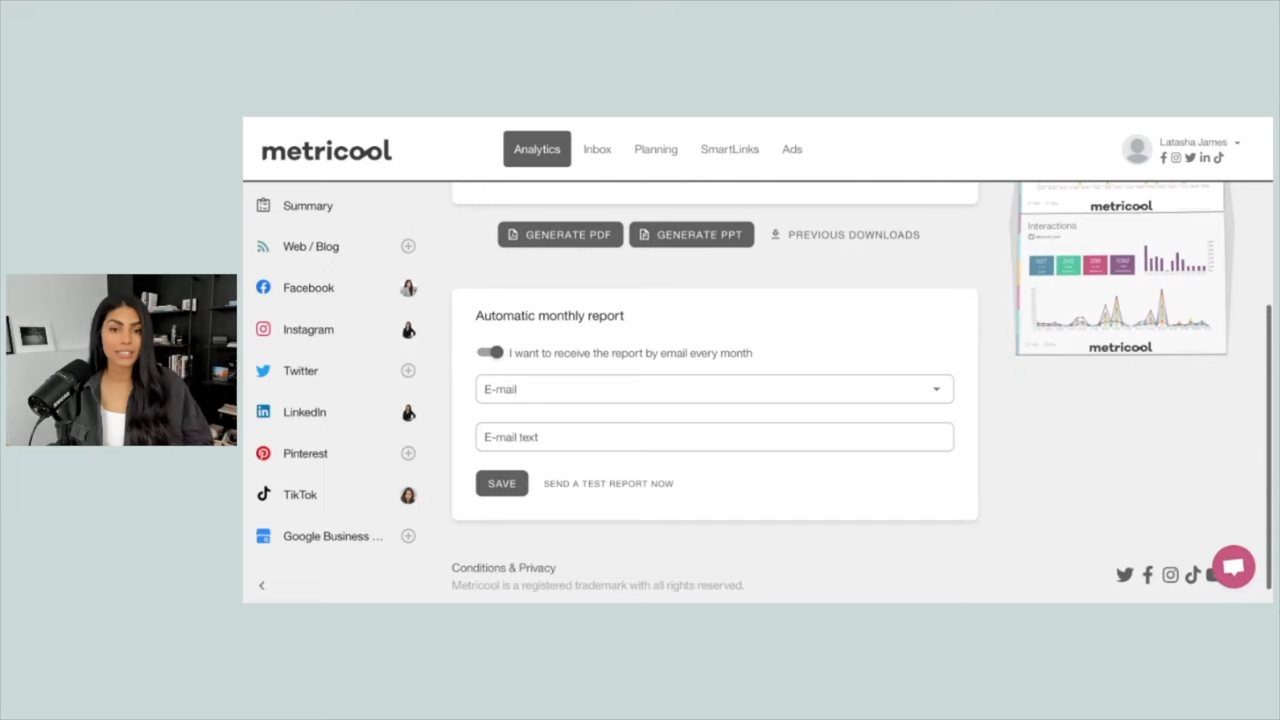 metricool
Analytics
Inbox
Planning
SmartLinks
Ads
Latasha James
Summary
Web / Blog
Facebook
Instagram
Twitter
LinkedIn
Pinterest
TikTok
Google Business ...
GENERATE PDF
GENERATE PPT
PREVIOUS DOWNLOADS
Automatic monthly report
I want to receive the report by email every month
E-mail
E-mail text
SAVE
SEND A TEST REPORT NOW
Conditions & Privacy
Metricool is a registered trademark with all rights reserved.
metricool
Interactions
metricool